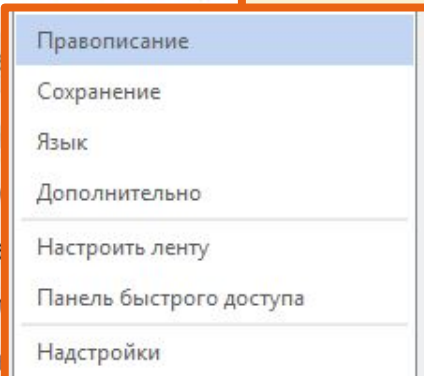 Правописание
Сохранение
Язык
Дополнительно
Настроить ленту
Панель быстрого доступа
Надстройки